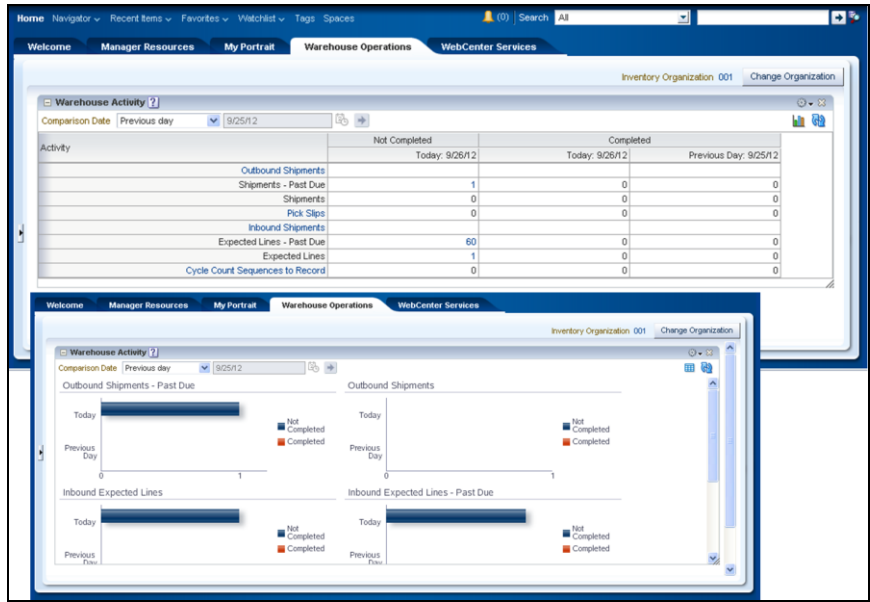 Home Navigator Recent Items Favorites Watchlist Tags Spaces (0) Search All
Welcome Manager Resources My Portrait Warehouse Operations WebCenter Services
Inventory Organization 001 Change Organization
Warehouse Activity ?
Comparison Date Previous day 9/25/12
Activity Not Completed Completed
Today: 9/26/12 Today: 9/26/12 Previous Day: 9/25/12
Outbound Shipments
Shipments - Past Due 1 0 0
Shipments 0 0 0
Pick Slips 0 0 0
Inbound Shipments
Expected Lines - Past Due 60 0 0
Expected Lines 1 0 0
Cycle Count Sequences to Record 0 0 0
Welcome Manager Resources My Portrait Warehouse Operations WebCenter Services
Inventory Organization 001 Change Organization
Warehouse Activity ?
Comparison Date Previous day 9/25/12
Outbound Shipments - Past Due
Today
Previous
Day
0 1
Not
Completed
Completed
Outbound Shipments
Today
Previous
Day
0 1
Not
Completed
Completed
Inbound Expected Lines
Today
Previous
Day
Not
Completed
Completed
Inbound Expected Lines - Past Due
Today
Previous
Day
Not
Completed
Completed